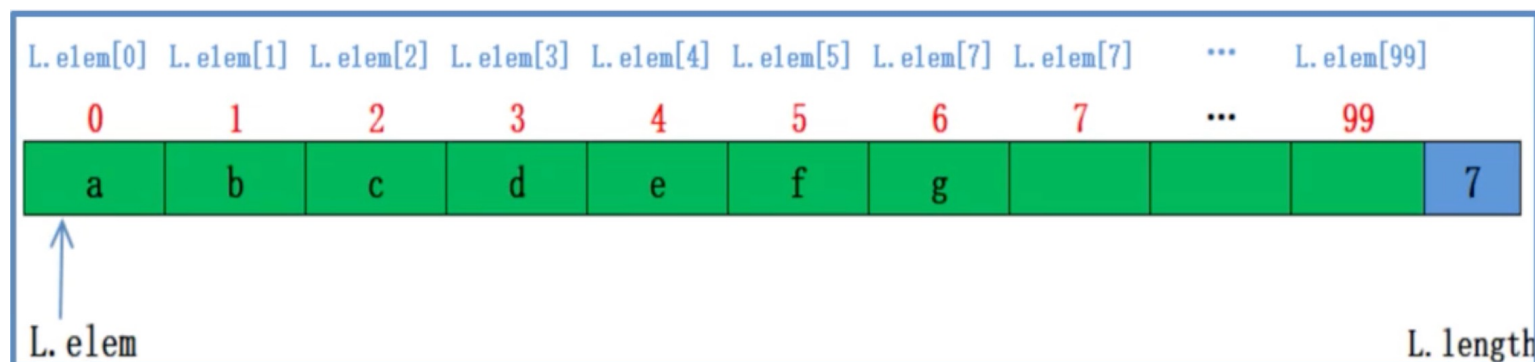 L.elem[0] L.elem[1] L.elem[2] L.elem[3] L.elem[4] L.elem[5] L.elem[7] L.elem[7] … L.elem[99]
0 1 2 3 4 5 6 7 … 99
a b c d e f g 7
L.elem L.length